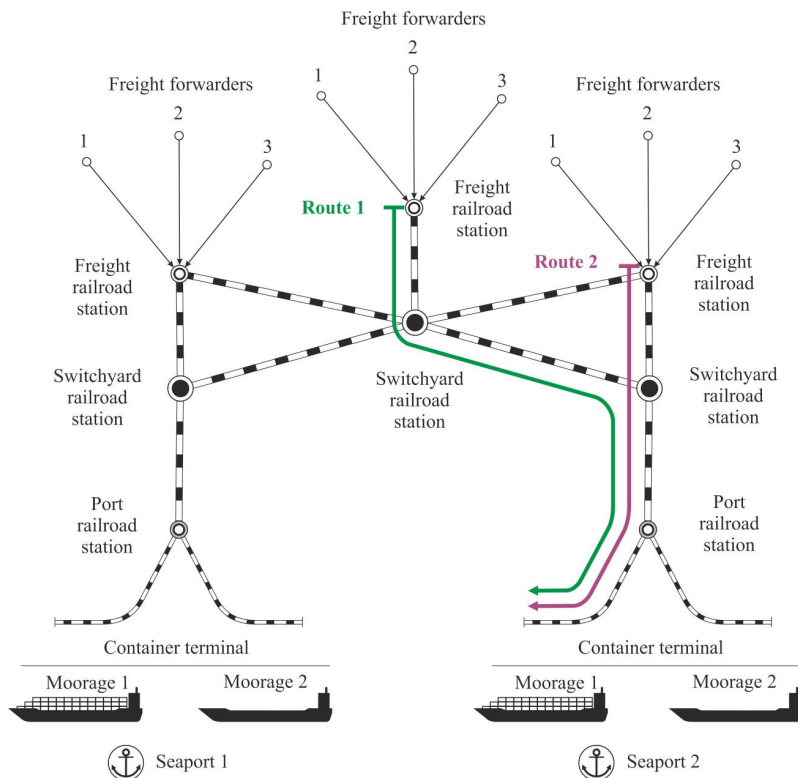 Freight forwarders
2
1
3
Freight forwarders
2
1
3
Freight forwarders
2
1
3
Route 1
Freight
railroad
station
Freight
railroad
station
Route 2
Freight
railroad
station
Switchyard
railroad
station
Switchyard
railroad
station
Switchyard
railroad
station
Port
railroad
station
Port
railroad
station
Container terminal
Moorage 1
Moorage 2
Seaport 1
Container terminal
Moorage 1
Moorage 2
Seaport 2